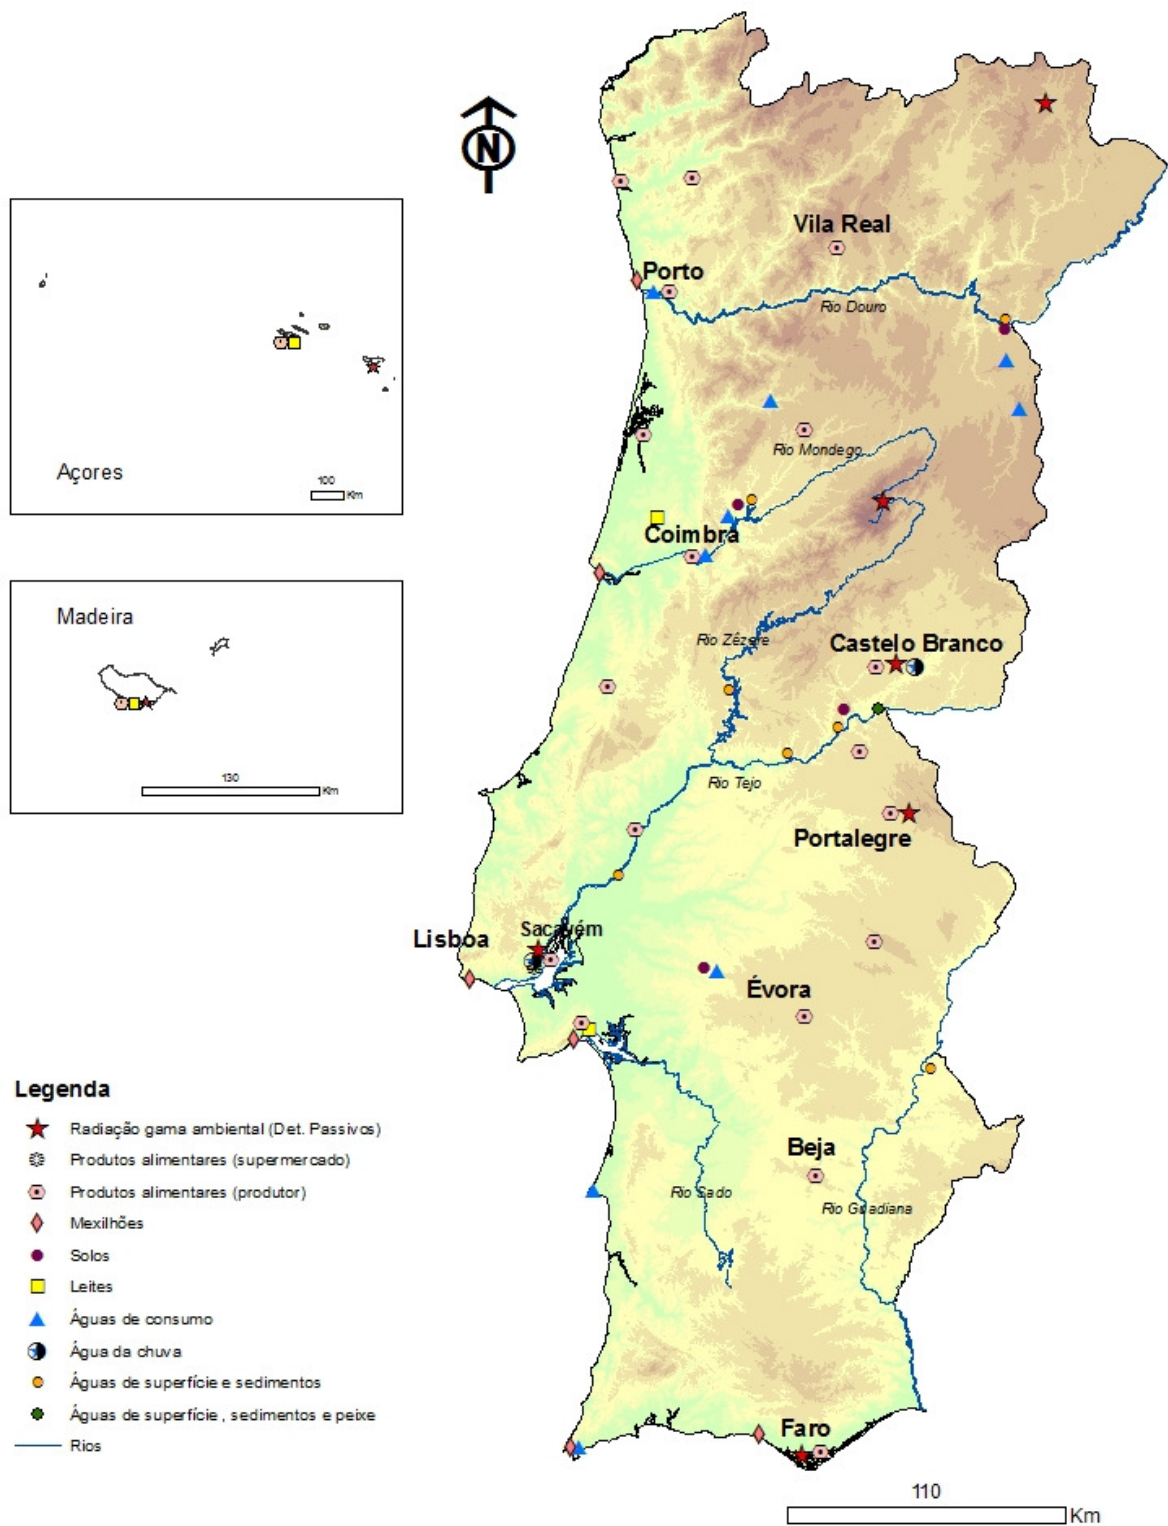 N
Vila Real
Porto
Rio Douro
Açores
100
Km
Rio Mondego
Coimbra
Madeira
130
Km
Rio Zêzere
Castelo Branco
Rio Tejo
Portalegre
Sacavém
Lisboa
Évora
Beja
Rio Sado
Rio Guadiana
Faro
110
Km
Legenda
Radiação gama ambiental (Det. Passivos)
Produtos alimentares (supermercado)
Produtos alimentares (produtor)
Mexilhões
Solos
Leites
Águas de consumo
Água da chuva
Águas de superfície e sedimentos
Águas de superfície, sedimentos e peixe
Rios